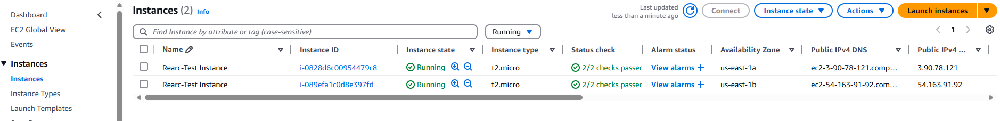 Dashboard
EC2 Global View
Events
Instances
Instances
Instance Types
Launch Templates
Instances (2) Info
Last updated
less than a minute ago
Connect
Instance state
Actions
Launch instances
Find Instance by attribute or tag (case-sensitive)
Running
1
Name Instance ID Instance state Instance type Status check Alarm status Availability Zone Public IPv4 DNS Public IPv4 ...
Rearc-Test Instance i-0828d6c00954479c8 Running t2.micro 2/2 checks passec View alarms + us-east-1a ec2-3-90-78-121.comp... 3.90.78.121
Rearc-Test Instance i-089efa1c0d8e397fd Running t2.micro 2/2 checks passec View alarms + us-east-1b ec2-54-163-91-92.com... 54.163.91.92